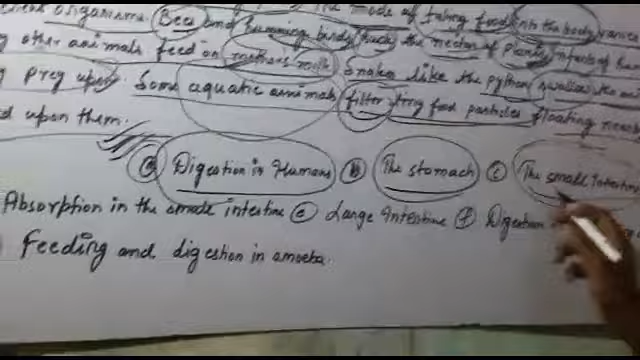 organisms. Bees and humming birds suck the nectar of plants, infants of human
other animals feed on mother's milk. Snakes like the python swallow the
prey upon. Some aquatic animals filter tiny food particles floating nearby
feed upon them.
(a) Digestion in Humans (b) The stomach (c) The small intestine
Absorption in the small intestine (e) Large Intestine (f) Digestion
Feeding and digestion in amoeba.